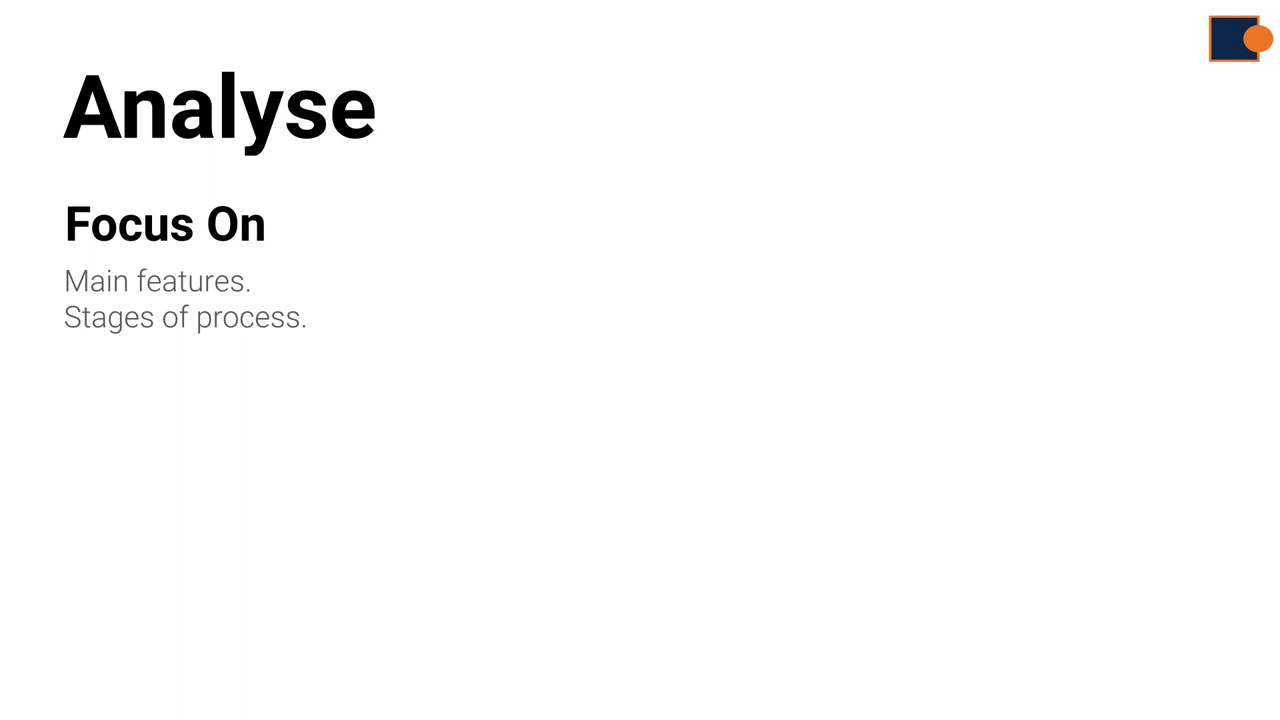 Analyse
Focus On
Main features.
Stages of process.